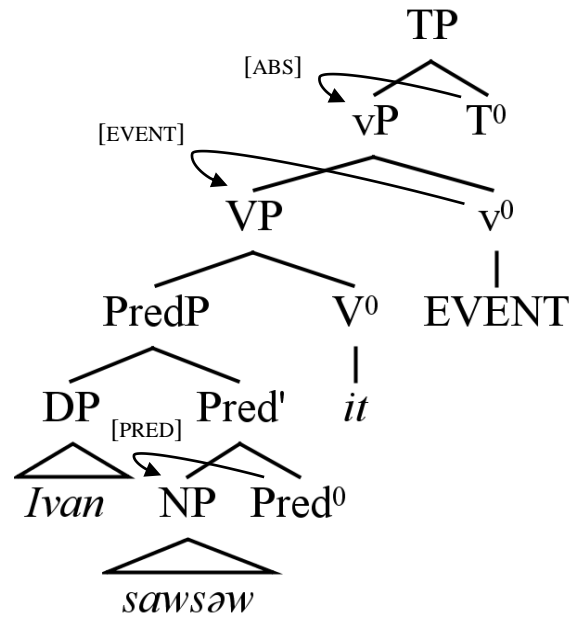 TP
[ABS]
vP T⁰
[EVENT]
VP v⁰
PredP V⁰ EVENT
DP Pred' it
[PRED]
Ivan NP Pred⁰
sawsəw